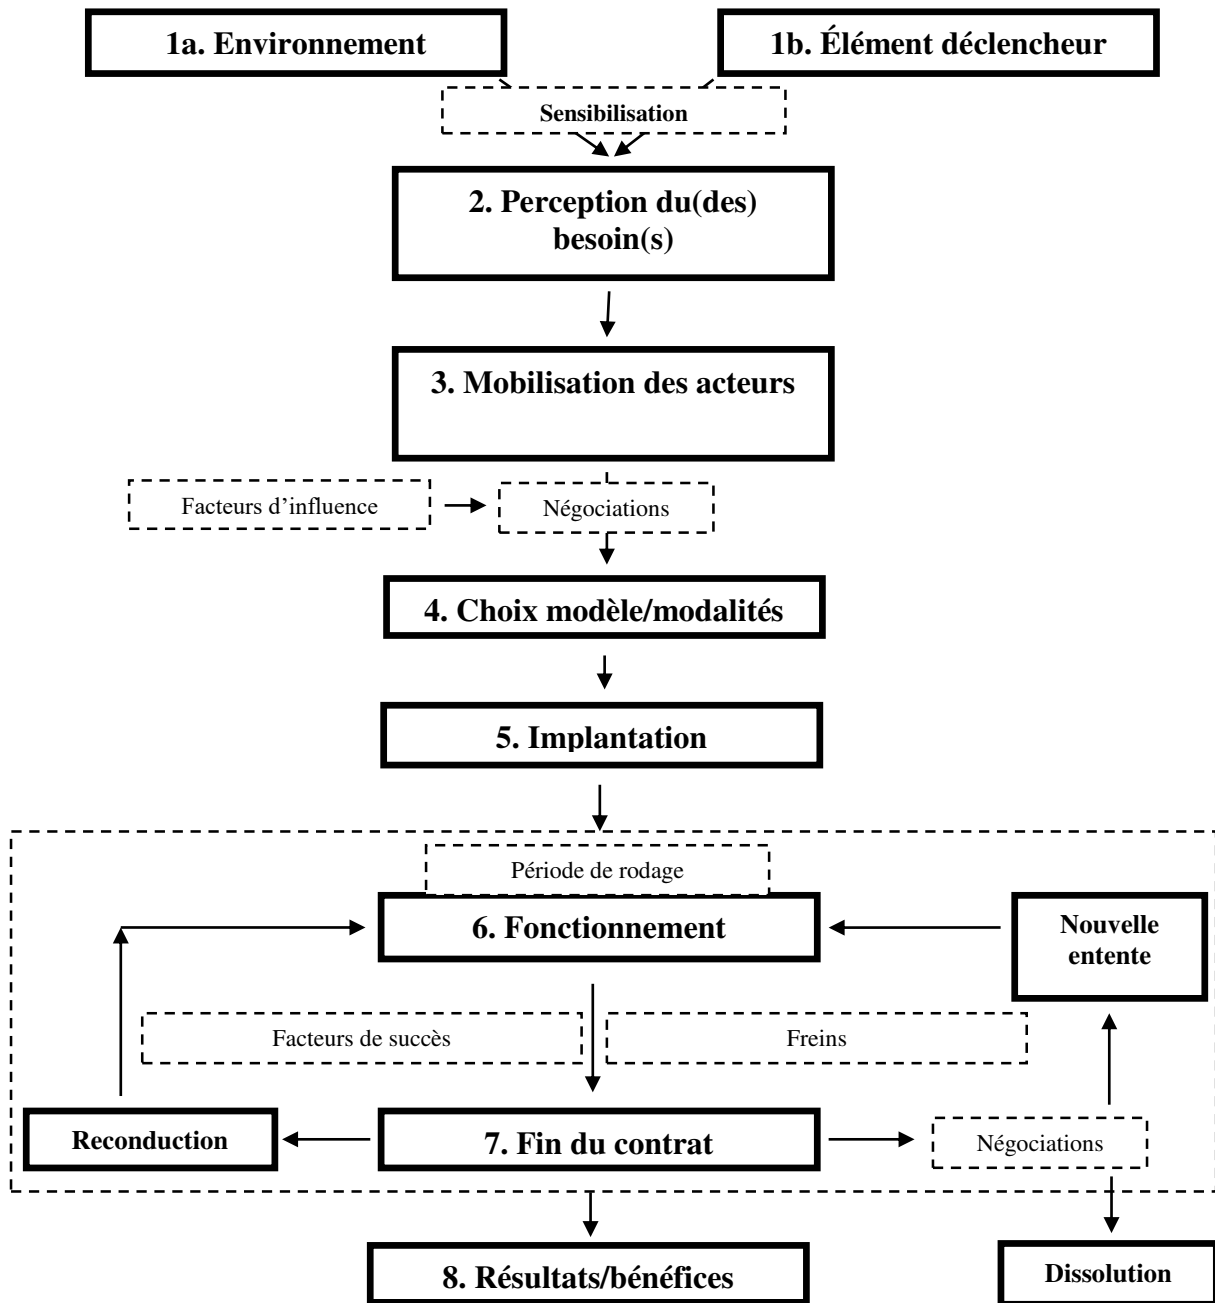 1a. Environnement
1b. Élément déclencheur
Sensibilisation
2. Perception du(des)
besoin(s)
3. Mobilisation des acteurs
Facteurs d’influence
Négociations
4. Choix modèle/modalités
5. Implantation
Période de rodage
6. Fonctionnement
Nouvelle
entente
Facteurs de succès
Freins
Reconduction
7. Fin du contrat
Négociations
8. Résultats/bénéfices
Dissolution